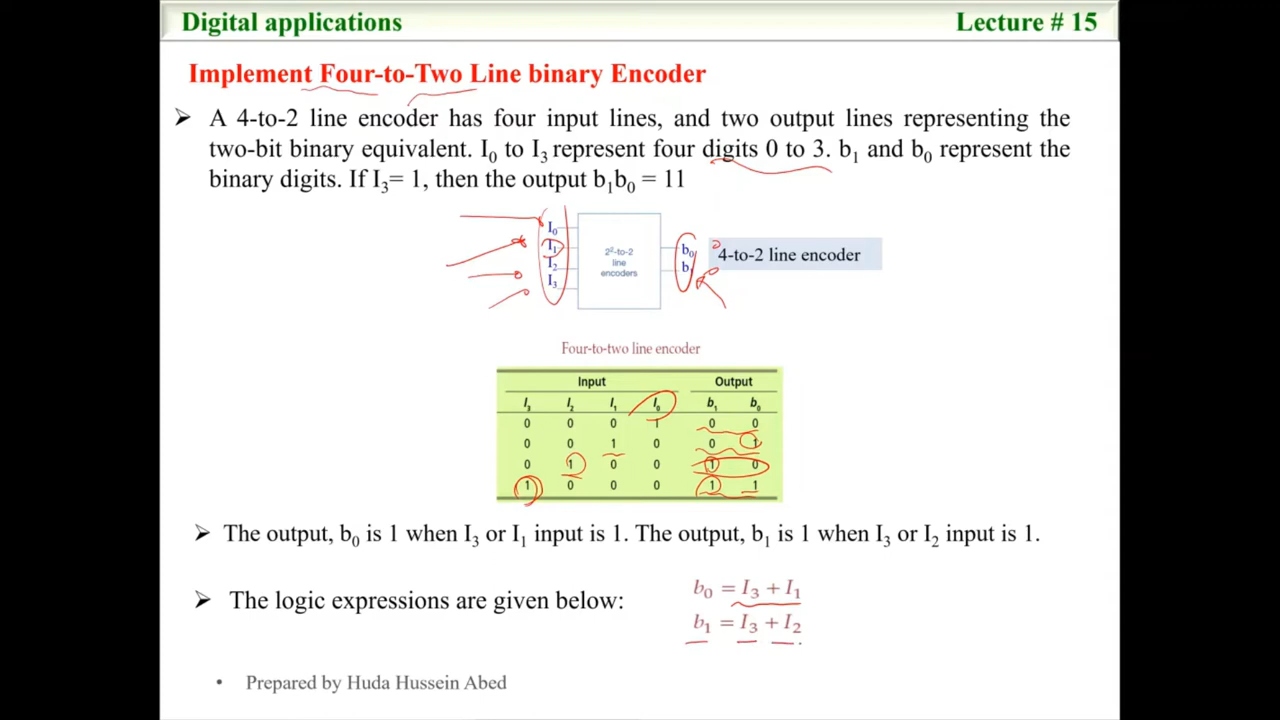 Digital applications Lecture # 15
Implement Four-to-Two Line binary Encoder
➢ A 4-to-2 line encoder has four input lines, and two output lines representing the
two-bit binary equivalent. I₀ to I₃ represent four digits 0 to 3. b₁ and b₀ represent the
binary digits. If I₃= 1, then the output b₁b₀ = 11
I₀
I₁
I₂
I₃
2²-to-2
line
encoders
b₀
b₁
4-to-2 line encoder
Four-to-two line encoder
Input Output
I₃ I₂ I₁ I₀ b₁ b₀
0 0 0 1 0 0
0 0 1 0 0 1
0 1 0 0 1 0
1 0 0 0 1 1
➢ The output, b₀ is 1 when I₃ or I₁ input is 1. The output, b₁ is 1 when I₃ or I₂ input is 1.
➢ The logic expressions are given below:
b₀ = I₃ + I₁
b₁ = I₃ + I₂
• Prepared by Huda Hussein Abed